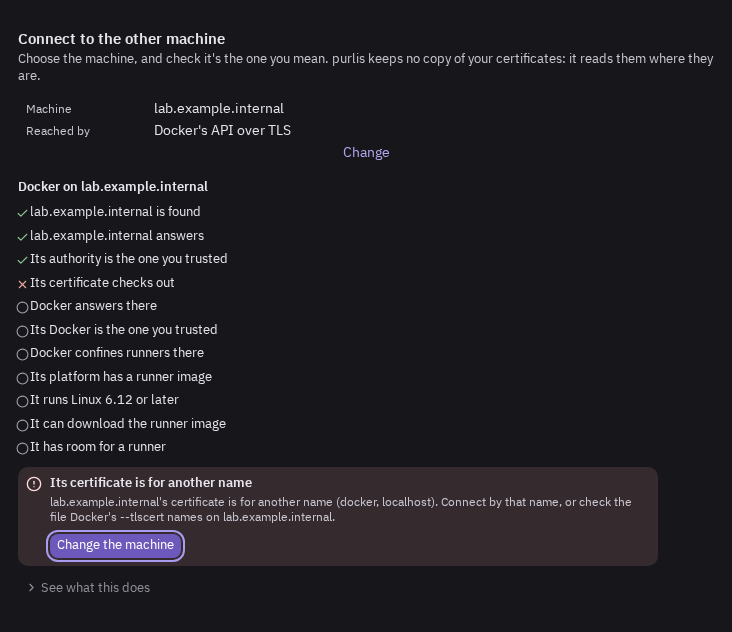 Connect to the other machine
Choose the machine, and check it's the one you mean. purlis keeps no copy of your certificates: it reads them where they
are.
Machine lab.example.internal
Reached by Docker's API over TLS
Change
Docker on lab.example.internal
lab.example.internal is found
lab.example.internal answers
Its authority is the one you trusted
Its certificate checks out
Docker answers there
Its Docker is the one you trusted
Docker confines runners there
Its platform has a runner image
It runs Linux 6.12 or later
It can download the runner image
It has room for a runner
Its certificate is for another name
lab.example.internal's certificate is for another name (docker, localhost). Connect by that name, or check the
file Docker's --tlscert names on lab.example.internal.
Change the machine
See what this does